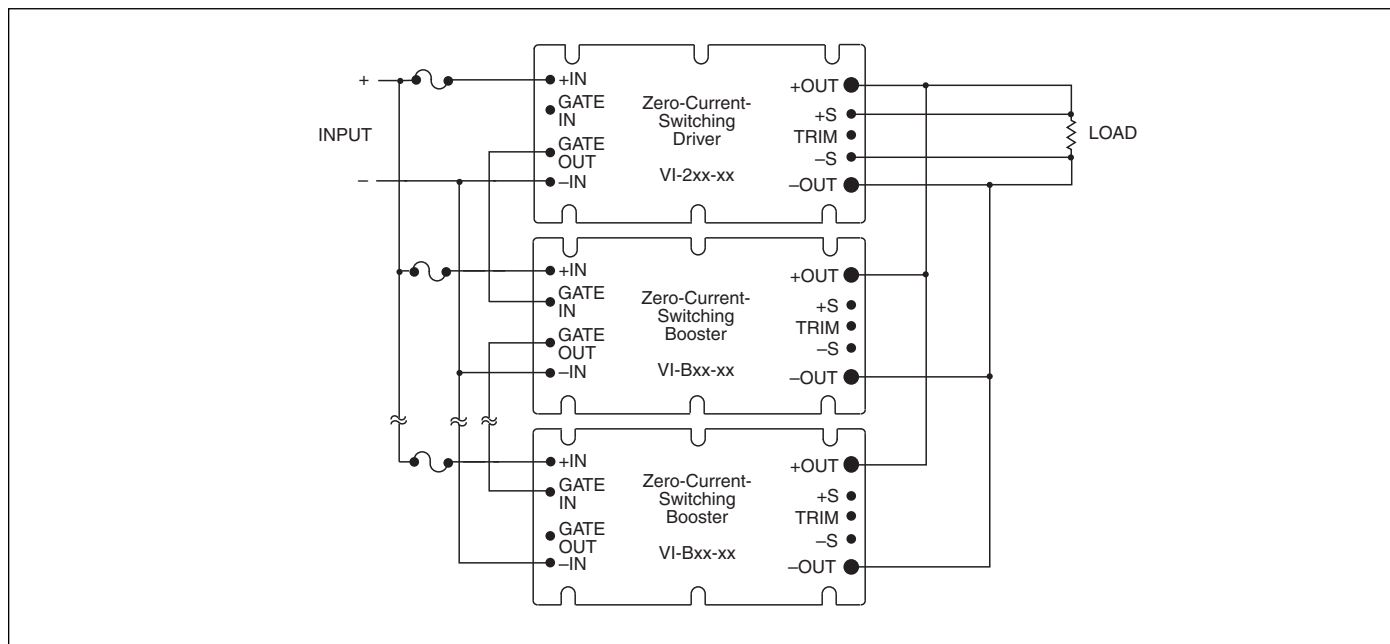 +
INPUT
–
+IN
GATE
IN
GATE
OUT
–IN
Zero-Current-
Switching
Driver
VI-2xx-xx
+OUT
+S
TRIM
–S
–OUT
LOAD
+IN
GATE
IN
GATE
OUT
–IN
Zero-Current-
Switching
Booster
VI-Bxx-xx
+OUT
+S
TRIM
–S
–OUT
+IN
GATE
IN
GATE
OUT
–IN
Zero-Current-
Switching
Booster
VI-Bxx-xx
+OUT
+S
TRIM
–S
–OUT